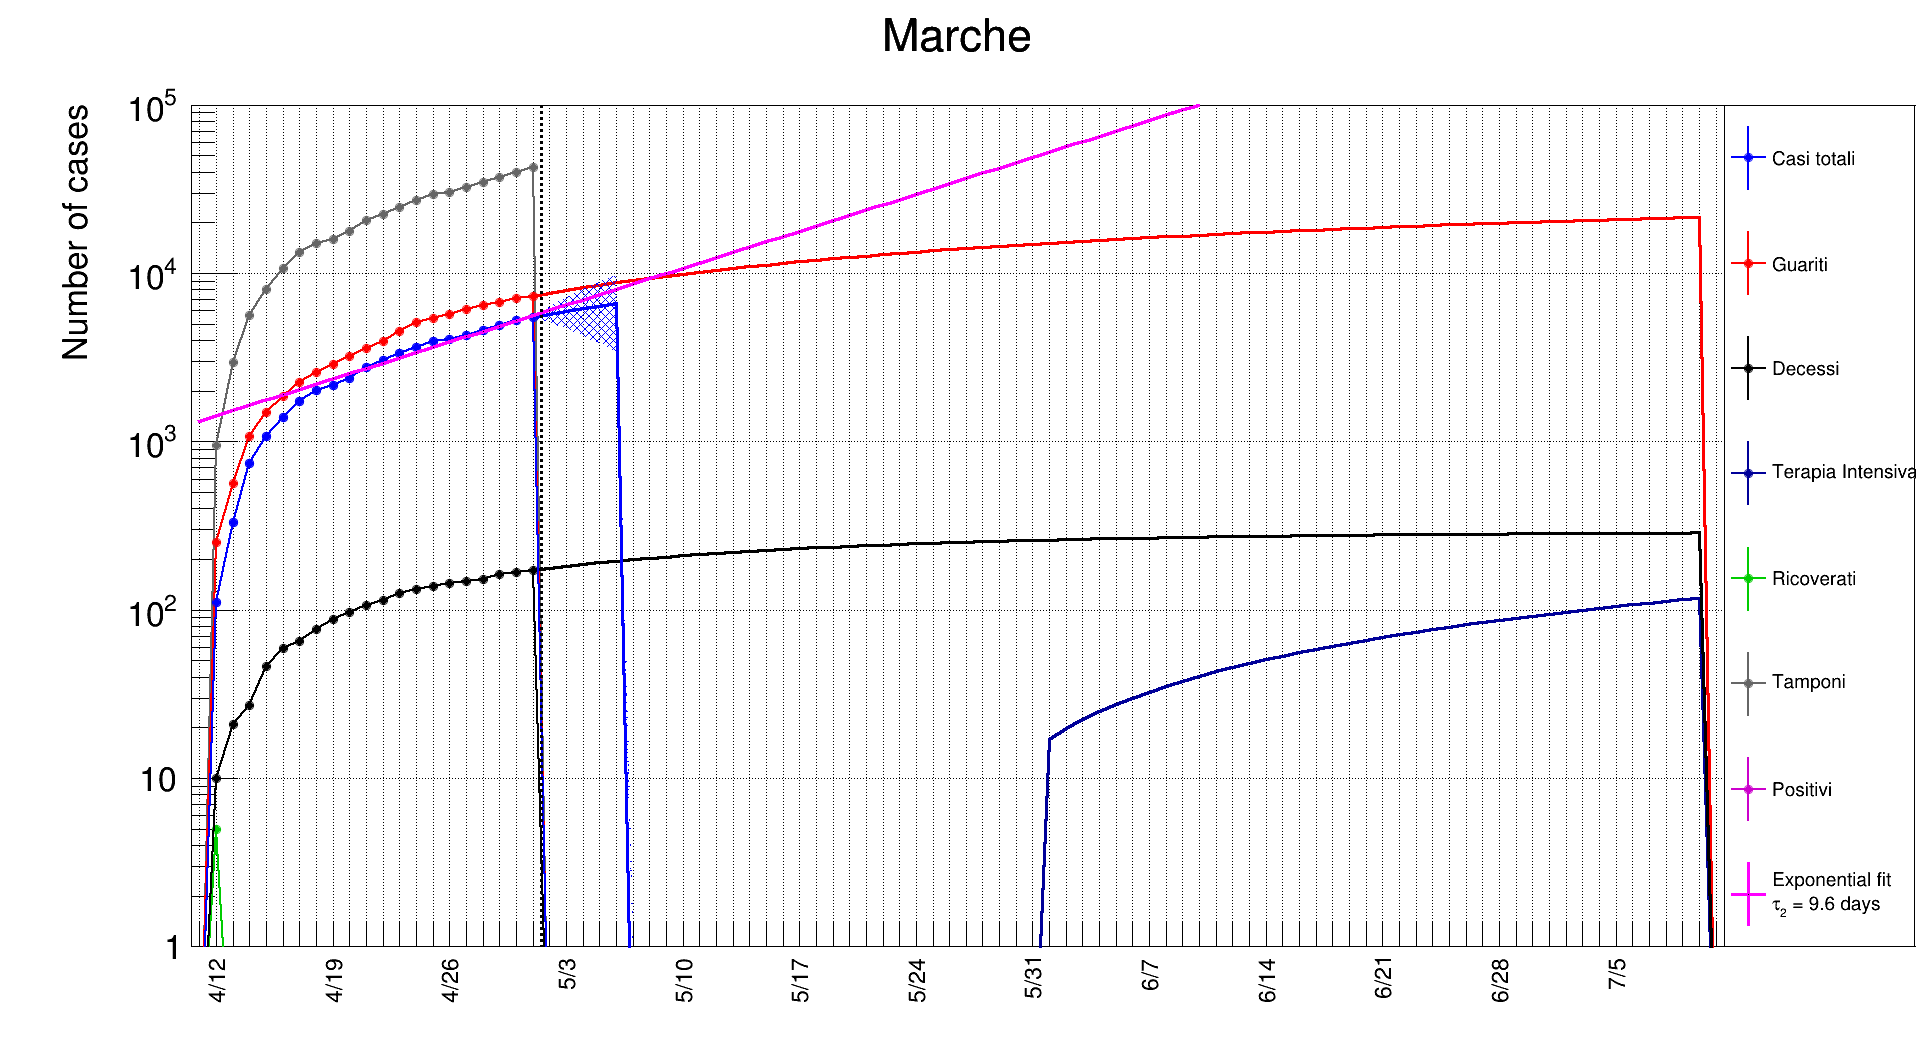 Marche
Number of cases
10^5
10^4
10^3
10^2
10
1
4/12
4/19
4/26
5/3
5/10
5/17
5/24
5/31
6/7
6/14
6/21
6/28
7/5
Casi totali
Guariti
Decessi
Terapia Intensiva
Ricoverati
Tamponi
Positivi
Exponential fit
τ_2 = 9.6 days